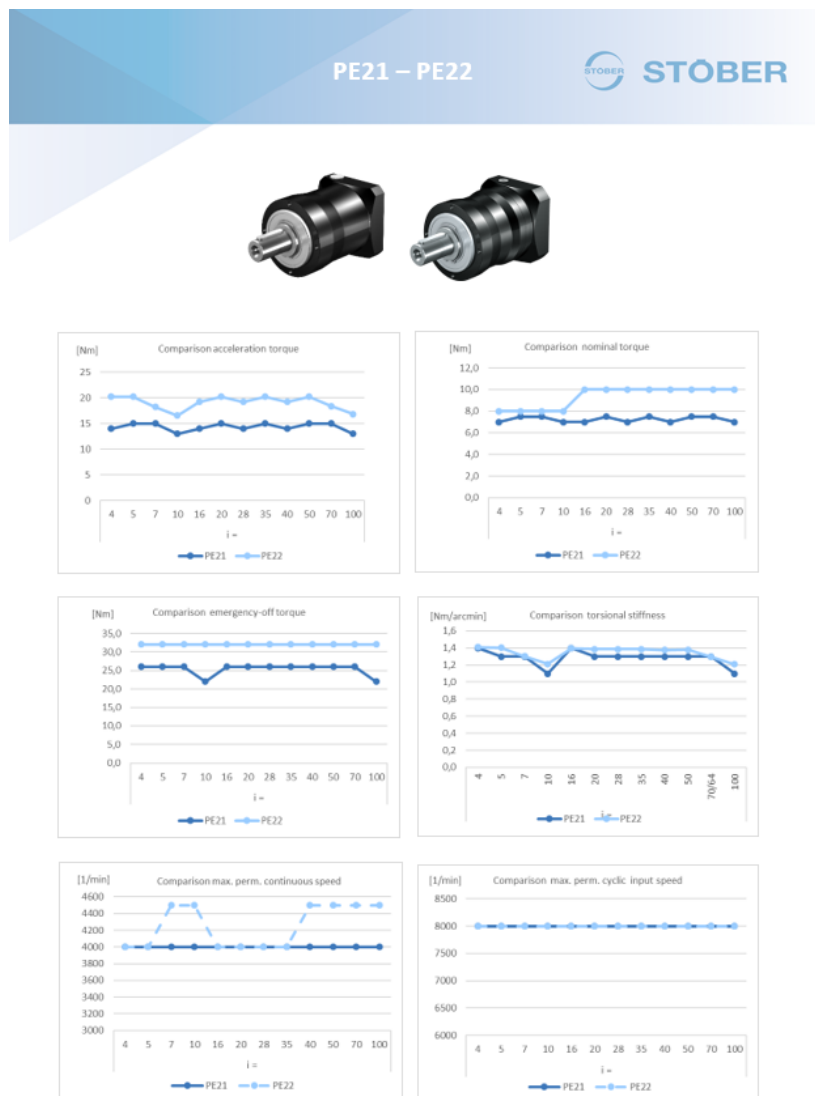 PE21 – PE22
STOBER STÖBER
[Nm] Comparison acceleration torque
25
20
15
10
5
0
4 5 7 10 16 20 28 35 40 50 70 100
i =
PE21 PE22
[Nm] Comparison nominal torque
12,0
10,0
8,0
6,0
4,0
2,0
0,0
4 5 7 10 16 20 28 35 40 50 70 100
i =
PE21 PE22
[Nm] Comparison emergency-off torque
35,0
30,0
25,0
20,0
15,0
10,0
5,0
0,0
4 5 7 10 16 20 28 35 40 50 70 100
i =
PE21 PE22
[Nm/arcmin] Comparison torsional stiffness
1,6
1,4
1,2
1,0
0,8
0,6
0,4
0,2
0,0
4 5 7 10 16 20 28 35 40 50 70/64 100
i =
PE21 PE22
[1/min] Comparison max. perm. continuous speed
4600
4400
4200
4000
3800
3600
3400
3200
3000
4 5 7 10 16 20 28 35 40 50 70 100
i =
PE21 PE22
[1/min] Comparison max. perm. cyclic input speed
8500
8000
7500
7000
6500
6000
4 5 7 10 16 20 28 35 40 50 70 100
i =
PE21 PE22